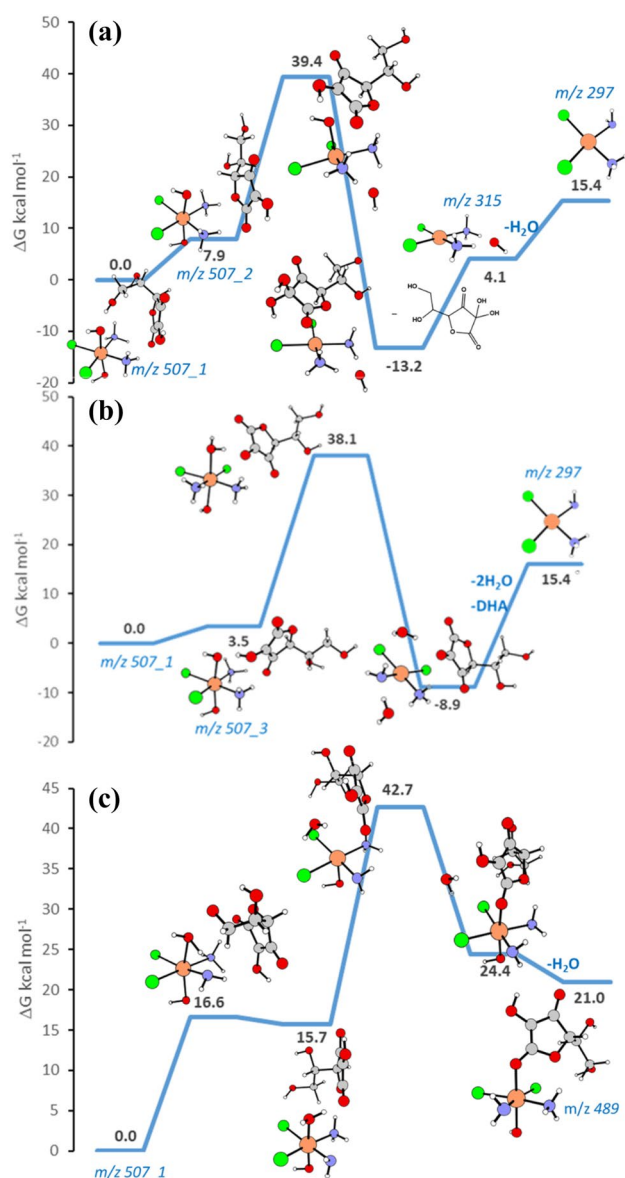 (a)
50
40
30
20
10
0
-10
-20
ΔG kcal mol-1
39.4
m/z 297
15.4
m/z 315
-H2O
4.1
7.9
m/z 507_2
0.0
m/z 507_1
-13.2
HO
O
OH
HO
OH
O
O
(b)
50
40
30
20
10
0
-10
-20
ΔG kcal mol-1
38.1
m/z 297
-2H2O
15.4
-DHA
0.0
m/z 507_1
3.5
m/z 507_3
-8.9
(c)
45
40
35
30
25
20
15
10
5
0
ΔG kcal mol-1
42.7
16.6
15.7
24.4
-H2O
21.0
m/z 489
0.0
m/z 507_1